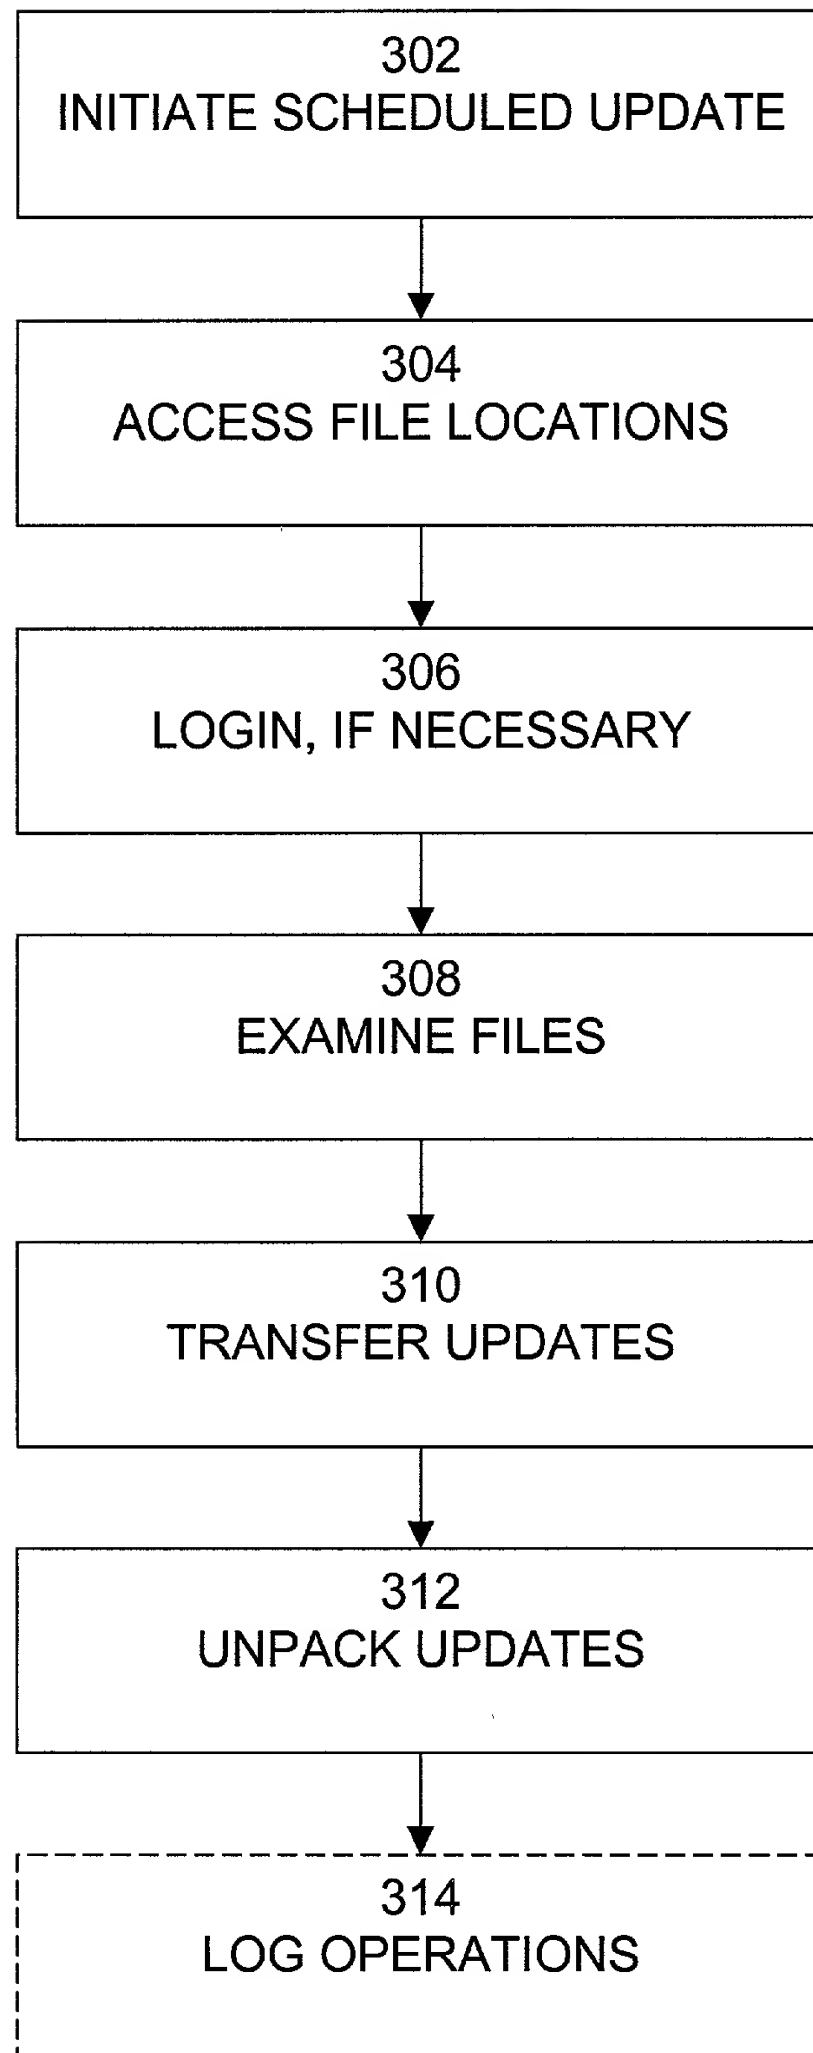 302
INITIATE SCHEDULED UPDATE
304
ACCESS FILE LOCATIONS
306
LOGIN, IF NECESSARY
308
EXAMINE FILES
310
TRANSFER UPDATES
312
UNPACK UPDATES
314
LOG OPERATIONS